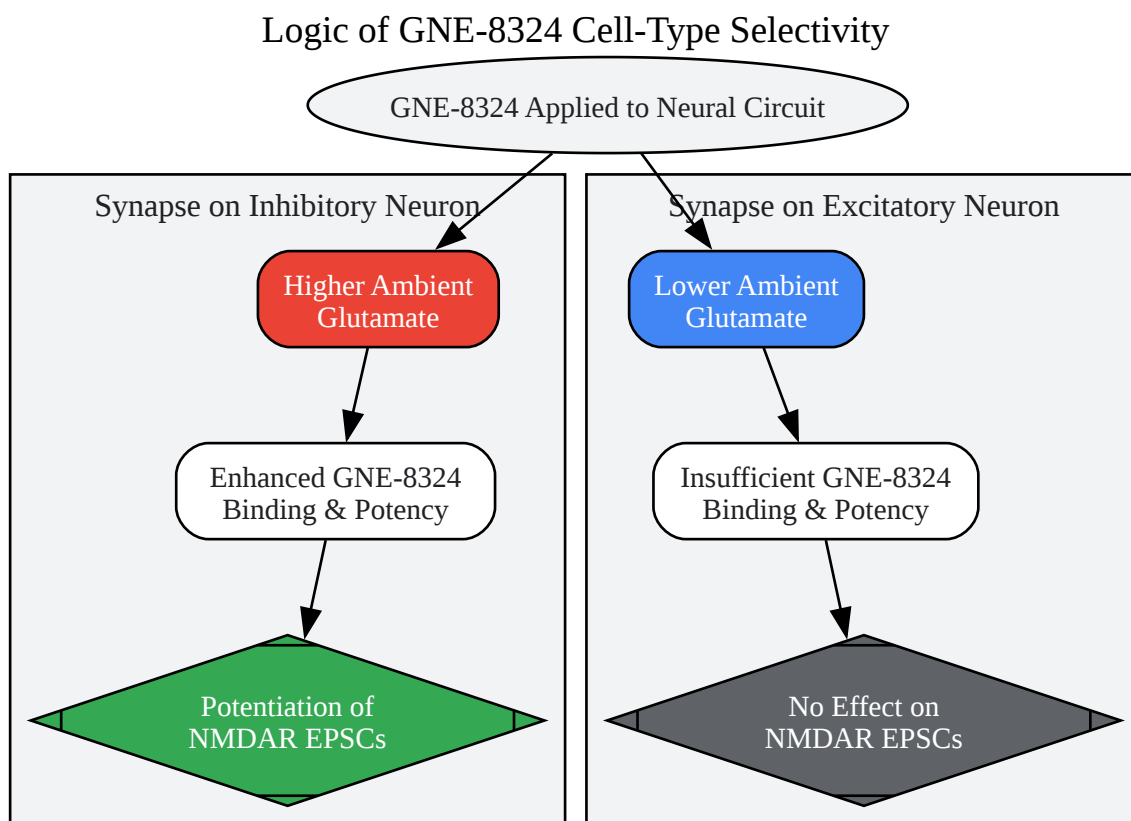 Logic of GNE-8324 Cell-Type Selectivity
GNE-8324 Applied to Neural Circuit
Synapse on Inhibitory Neuron
Higher Ambient
Glutamate
Enhanced GNE-8324
Binding & Potency
Potentiation of
NMDAR EPSCs
Synapse on Excitatory Neuron
Lower Ambient
Glutamate
Insufficient GNE-8324
Binding & Potency
No Effect on
NMDAR EPSCs